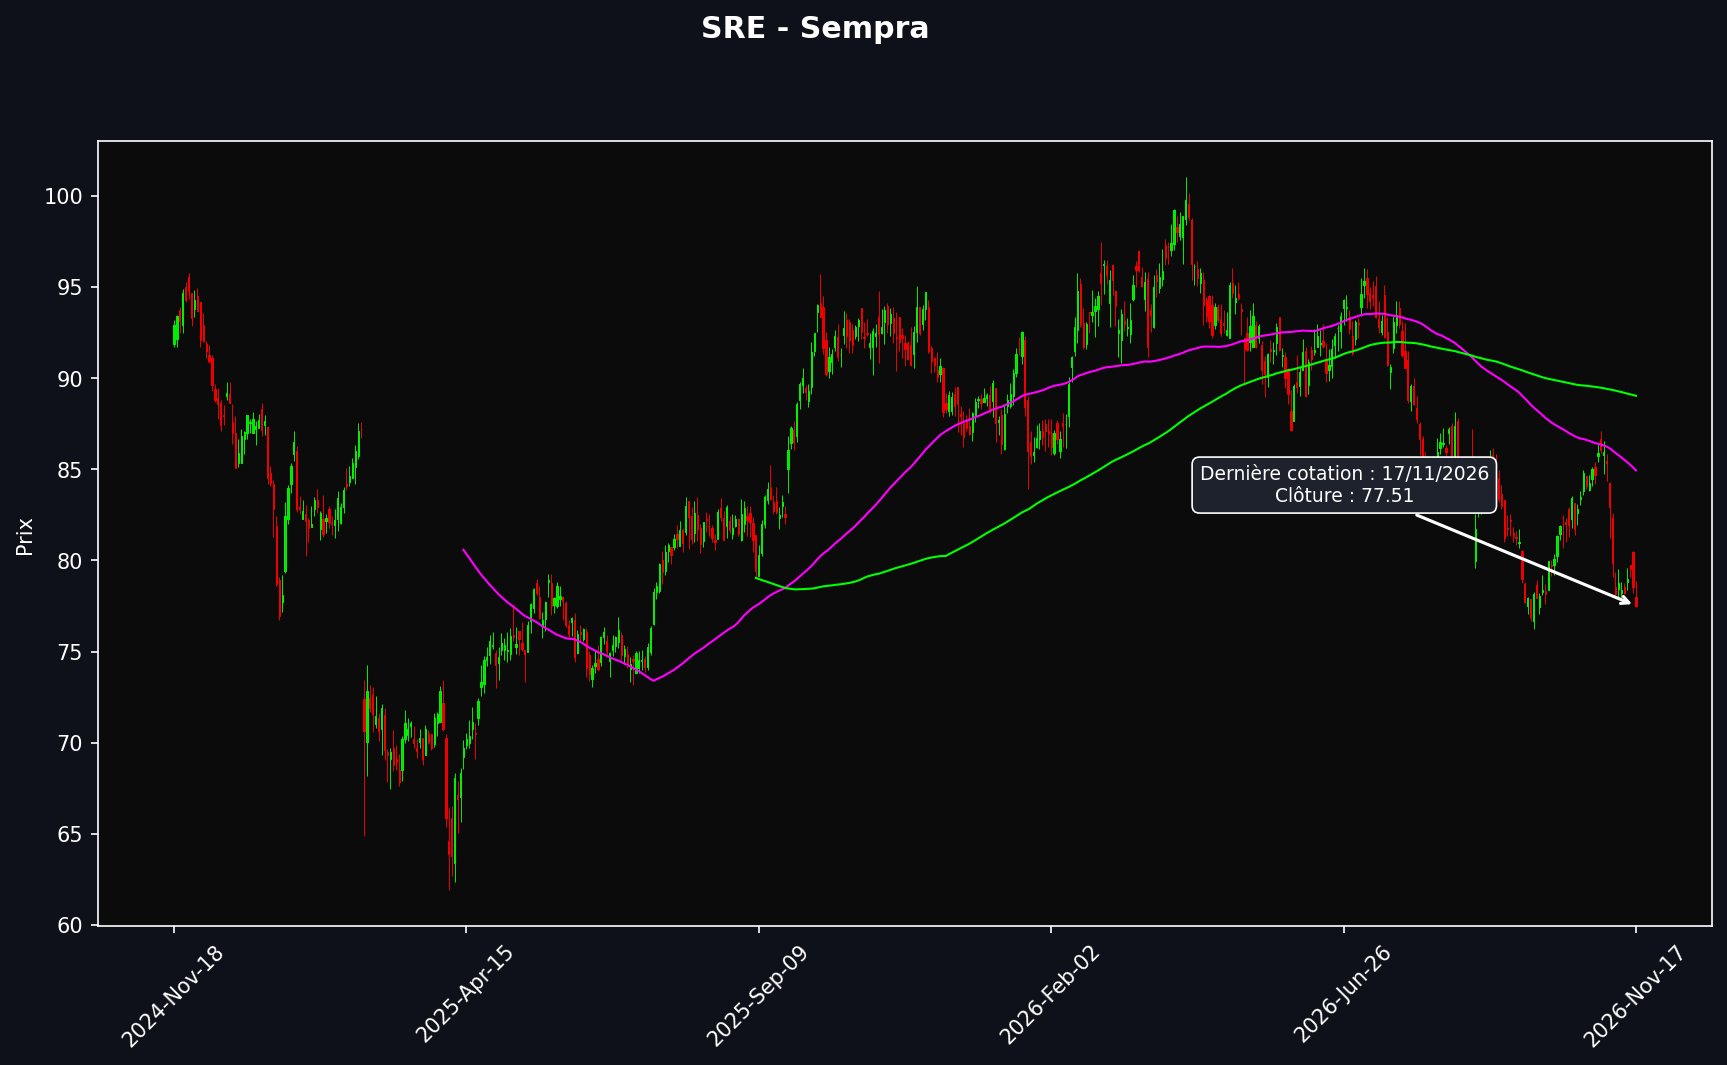 SRE - Sempra
Prix
100
95
90
85
80
75
70
65
60
Dernière cotation : 17/11/2026
Clôture : 77.51
2024-Nov-18
2025-Apr-15
2025-Sep-09
2026-Feb-02
2026-Jun-26
2026-Nov-17